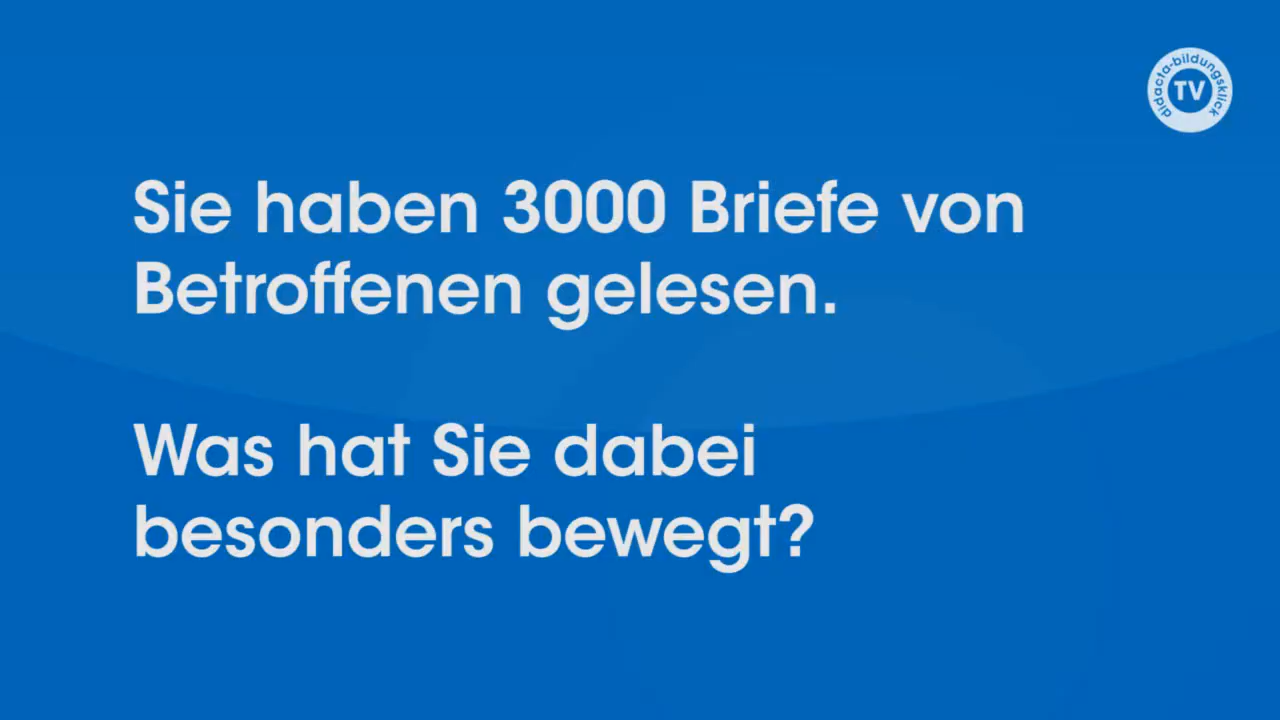 didacta-bildungsklick
TV
Sie haben 3000 Briefe von
Betroffenen gelesen.
Was hat Sie dabei
besonders bewegt?